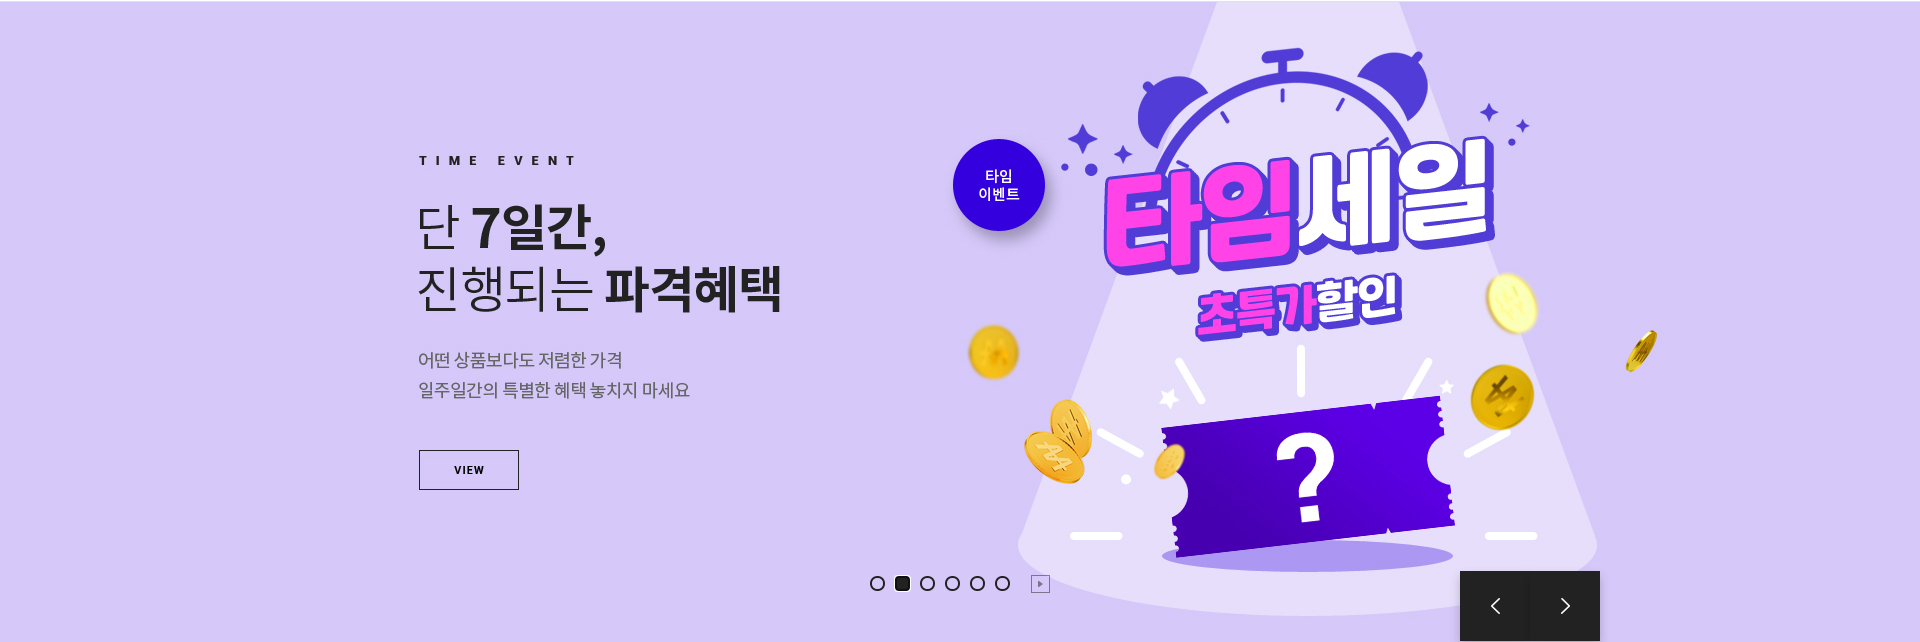 TIME EVENT
단 7일간,
진행되는 파격혜택
어떤 상품보다도 저렴한 가격
일주일간의 특별한 혜택 놓치지 마세요
VIEW
타임
이벤트
타임세일
초특가할인
?